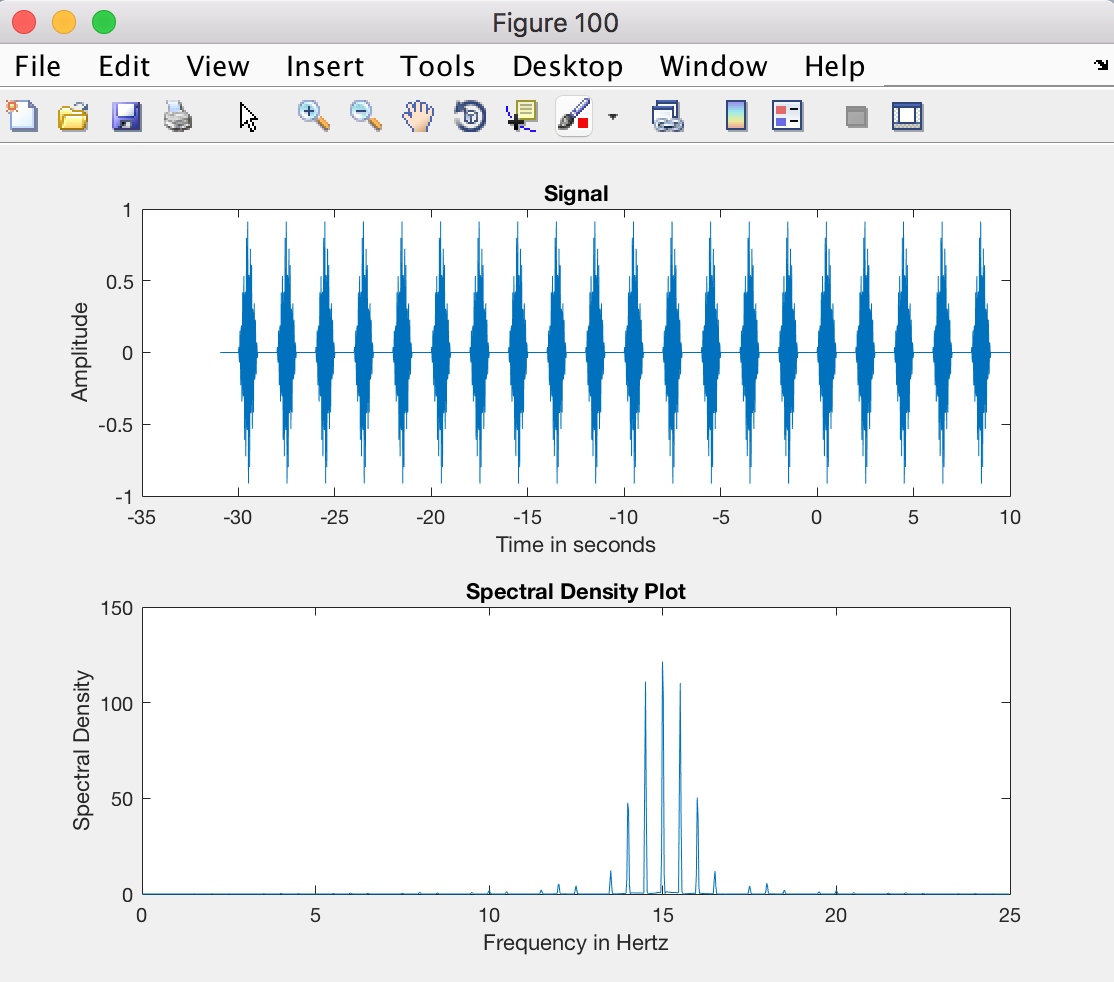 Figure 100
File Edit View Insert Tools Desktop Window Help
Signal
1
0.5
0
-0.5
-1
Amplitude
-35 -30 -25 -20 -15 -10 -5 0 5 10
Time in seconds
Spectral Density Plot
150
100
50
0
Spectral Density
0 5 10 15 20 25
Frequency in Hertz